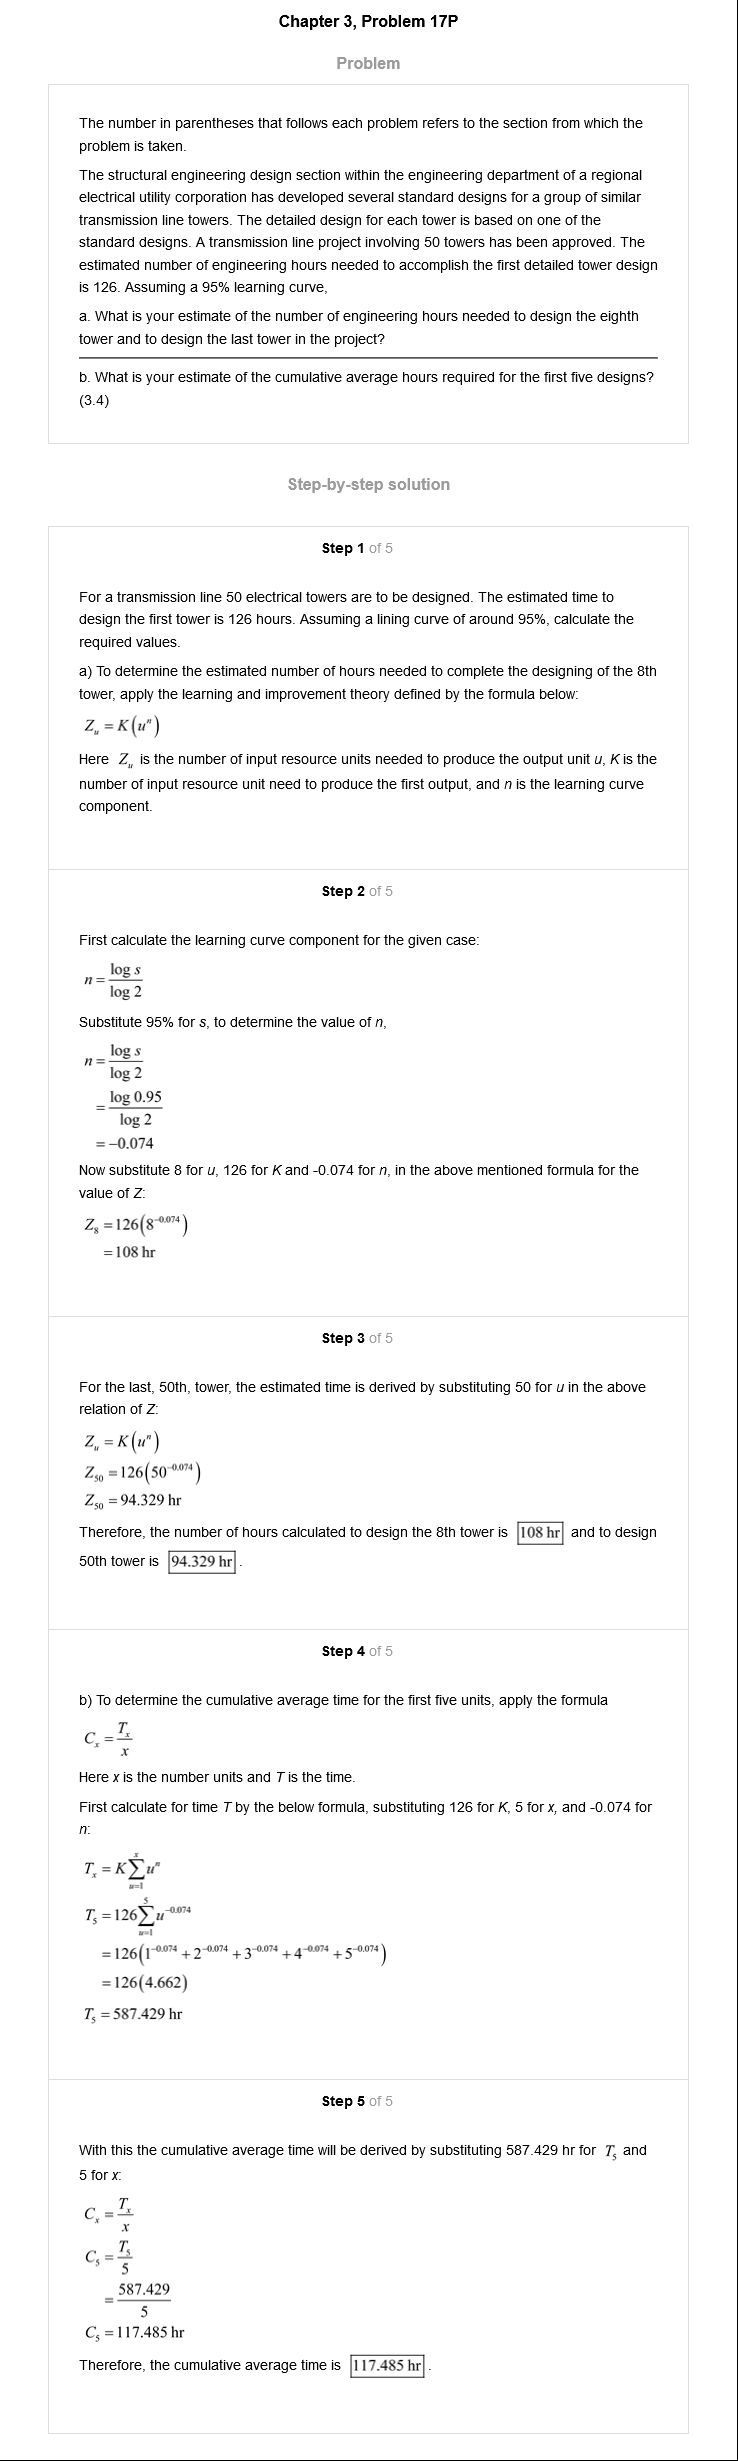 Chapter 3, Problem 17P
Problem
The number in parentheses that follows each problem refers to the section from which the
problem is taken.
The structural engineering design section within the engineering department of a regional
electrical utility corporation has developed several standard designs for a group of similar
transmission line towers. The detailed design for each tower is based on one of the
standard designs. A transmission line project involving 50 towers has been approved. The
estimated number of engineering hours needed to accomplish the first detailed tower design
is 126. Assuming a 95% learning curve,
a. What is your estimate of the number of engineering hours needed to design the eighth
tower and to design the last tower in the project?
b. What is your estimate of the cumulative average hours required for the first five designs?
(3.4)
Step-by-step solution
Step 1 of 5
For a transmission line 50 electrical towers are to be designed. The estimated time to
design the first tower is 126 hours. Assuming a lining curve of around 95%, calculate the
required values.
a) To determine the estimated number of hours needed to complete the designing of the 8th
tower, apply the learning and improvement theory defined by the formula below:
Z_u = K(u^n)
Here Z_u is the number of input resource units needed to produce the output unit u, K is the
number of input resource unit need to produce the first output, and n is the learning curve
component.
Step 2 of 5
First calculate the learning curve component for the given case:
n = log s / log 2
Substitute 95% for s, to determine the value of n,
n = log s / log 2
= log 0.95 / log 2
= −0.074
Now substitute 8 for u, 126 for K and -0.074 for n, in the above mentioned formula for the
value of Z:
Z_8 = 126(8^−0.074)
= 108 hr
Step 3 of 5
For the last, 50th, tower, the estimated time is derived by substituting 50 for u in the above
relation of Z:
Z_u = K(u^n)
Z_50 = 126(50^−0.074)
Z_50 = 94.329 hr
Therefore, the number of hours calculated to design the 8th tower is 108 hr and to design
50th tower is 94.329 hr.
Step 4 of 5
b) To determine the cumulative average time for the first five units, apply the formula
C_x = T_x / x
Here x is the number units and T is the time.
First calculate for time T by the below formula, substituting 126 for K, 5 for x, and -0.074 for
n:
T_x = K ∑_{u=1}^{x} u^n
T_5 = 126 ∑_{u=1}^{5} u^−0.074
= 126(1^−0.074 + 2^−0.074 + 3^−0.074 + 4^−0.074 + 5^−0.074)
= 126(4.662)
T_5 = 587.429 hr
Step 5 of 5
With this the cumulative average time will be derived by substituting 587.429 hr for T_5 and
5 for x:
C_x = T_x / x
C_5 = T_5 / 5
= 587.429 / 5
C_5 = 117.485 hr
Therefore, the cumulative average time is 117.485 hr.